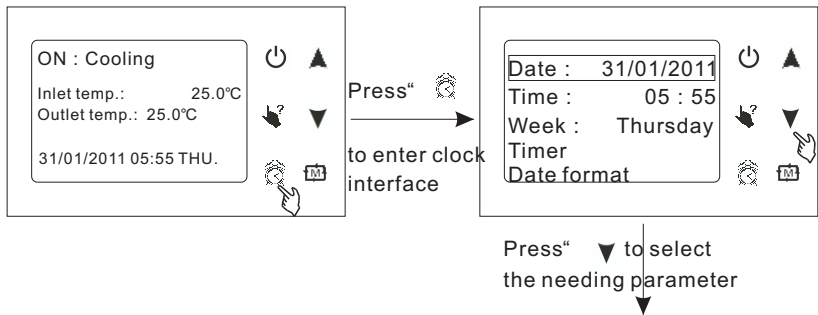 ON : Cooling
Inlet temp.: 25.0℃
Outlet temp.: 25.0℃
31/01/2011 05:55 THU.
?
M
Press“
to enter clock
interface
Date : 31/01/2011
Time : 05 : 55
Week : Thursday
Timer
Date format
?
M
Press“ to select
the needing parameter